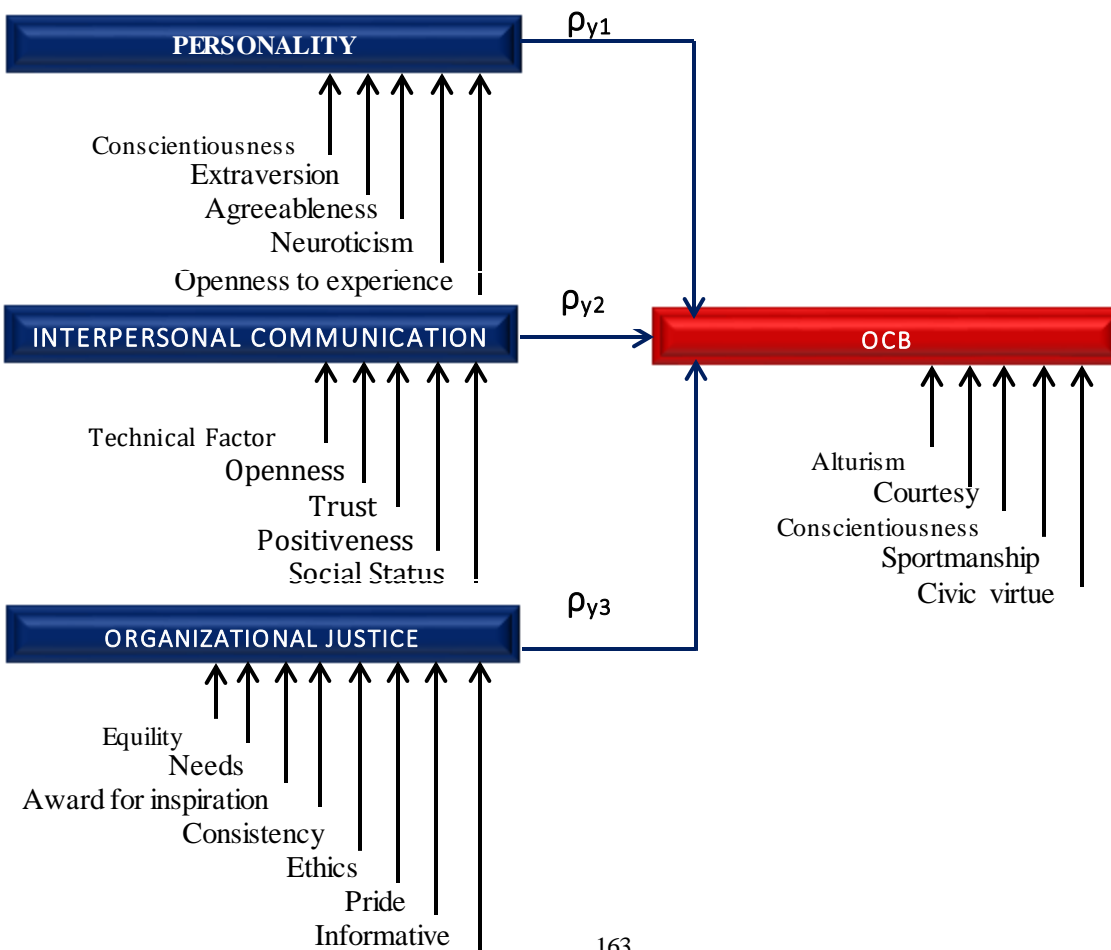 PERSONALITY
ρy1
Conscientiousness
Extraversion
Agreeableness
Neuroticism
Openness to experience
INTERPERSONAL COMMUNICATION
ρy2
OCB
Technical Factor
Openness
Trust
Positiveness
Social Status
Alturism
Courtesy
Conscientiousness
Sportmanship
Civic virtue
ORGANIZATIONAL JUSTICE
ρy3
Equility
Needs
Award for inspiration
Consistency
Ethics
Pride
Informative
163